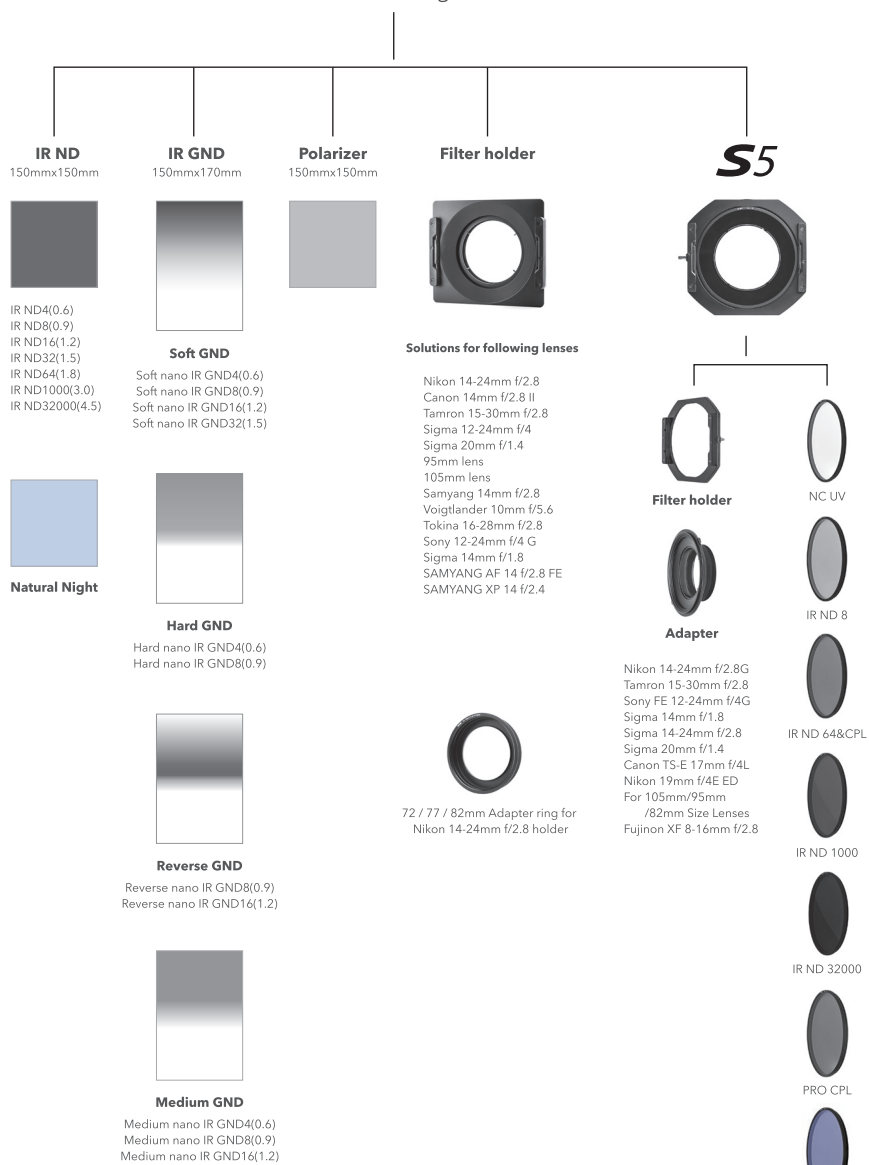 IR ND
150mmx150mm
IR ND4(0.6)
IR ND8(0.9)
IR ND16(1.2)
IR ND32(1.5)
IR ND64(1.8)
IR ND1000(3.0)
IR ND32000(4.5)
Natural Night
IR GND
150mmx170mm
Soft GND
Soft nano IR GND4(0.6)
Soft nano IR GND8(0.9)
Soft nano IR GND16(1.2)
Soft nano IR GND32(1.5)
Hard GND
Hard nano IR GND4(0.6)
Hard nano IR GND8(0.9)
Reverse GND
Reverse nano IR GND8(0.9)
Reverse nano IR GND16(1.2)
Medium GND
Medium nano IR GND4(0.6)
Medium nano IR GND8(0.9)
Medium nano IR GND16(1.2)
Polarizer
150mmx150mm
Filter holder
Solutions for following lenses
Nikon 14-24mm f/2.8
Canon 14mm f/2.8 II
Tamron 15-30mm f/2.8
Sigma 12-24mm f/4
Sigma 20mm f/1.4
95mm lens
105mm lens
Samyang 14mm f/2.8
Voigtlander 10mm f/5.6
Tokina 16-28mm f/2.8
Sony 12-24mm f/4 G
Sigma 14mm f/1.8
SAMYANG AF 14 f/2.8 FE
SAMYANG XP 14 f/2.4
72 / 77 / 82mm Adapter ring for
Nikon 14-24mm f/2.8 holder
S5
Filter holder
Adapter
Nikon 14-24mm f/2.8G
Tamron 15-30mm f/2.8
Sony FE 12-24mm f/4G
Sigma 14mm f/1.8
Sigma 14-24mm f/2.8
Sigma 20mm f/1.4
Canon TS-E 17mm f/4L
Nikon 19mm f/4E ED
For 105mm/95mm
/82mm Size Lenses
Fujinon XF 8-16mm f/2.8
NC UV
IR ND 8
IR ND 64&CPL
IR ND 1000
IR ND 32000
PRO CPL